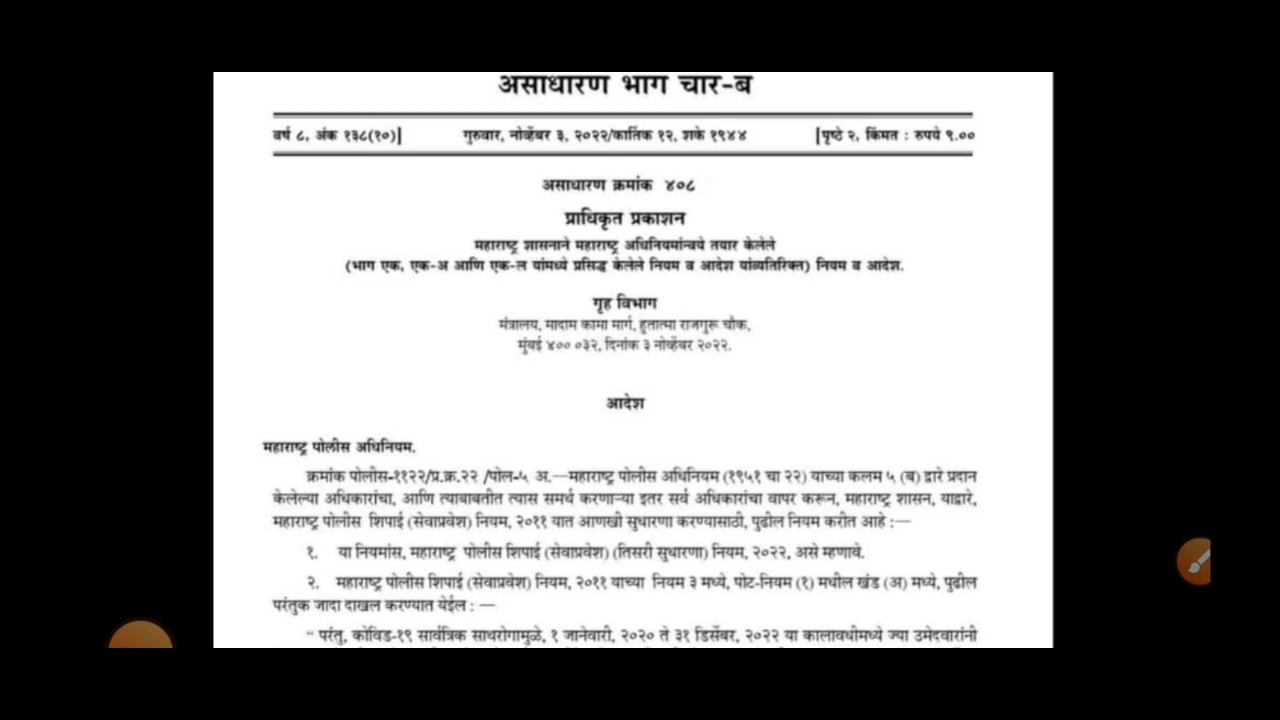 असाधारण भाग चार-ब
वर्ष ८, अंक १३८(१०)] गुरुवार, नोव्हेंबर ३, २०२२/कार्तिक १२, शके १९४४ [पृष्ठे २, किंमत : रुपये ९.००
असाधारण क्रमांक ४०८
प्राधिकृत प्रकाशन
महाराष्ट्र शासनाने महाराष्ट्र अधिनियमांन्वये तयार केलेले
(भाग एक, एक-अ आणि एक-ल यांमध्ये प्रसिद्ध केलेले नियम व आदेश यांव्यतिरिक्त) नियम व आदेश.
गृह विभाग
मंत्रालय, मादाम कामा मार्ग, हुतात्मा राजगुरू चौक,
मुंबई ४०० ०३२, दिनांक ३ नोव्हेंबर २०२२.
आदेश
महाराष्ट्र पोलीस अधिनियम.
क्रमांक पोलीस-११२२/प्र.क्र.२२ /पोल-५ अ.—महाराष्ट्र पोलीस अधिनियम (१९५१ चा २२) याच्या कलम ५ (ब) द्वारे प्रदान
केलेल्या अधिकारांचा, आणि त्याबाबतीत त्यास समर्थ करणाऱ्या इतर सर्व अधिकारांचा वापर करून, महाराष्ट्र शासन, याद्वारे,
महाराष्ट्र पोलीस शिपाई (सेवाप्रवेश) नियम, २०११ यात आणखी सुधारणा करण्यासाठी, पुढील नियम करीत आहे :—
१. या नियमांस, महाराष्ट्र पोलीस शिपाई (सेवाप्रवेश) (तिसरी सुधारणा) नियम, २०२२, असे म्हणावे.
२. महाराष्ट्र पोलीस शिपाई (सेवाप्रवेश) नियम, २०११ याच्या नियम ३ मध्ये, पोट-नियम (१) मधील खंड (अ) मध्ये, पुढील
परंतुक जादा दाखल करण्यात येईल : —
“ परंतु, कोविड-१९ सार्वत्रिक साथरोगामुळे, १ जानेवारी, २०२० ते ३१ डिसेंबर, २०२२ या कालावधीमध्ये ज्या उमेदवारांनी